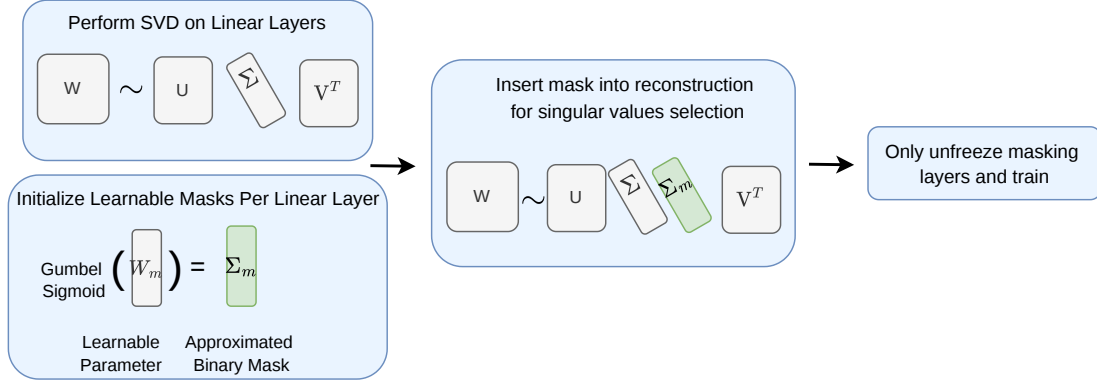 Perform SVD on Linear Layers
W ∼ U Σ V^T
Initialize Learnable Masks Per Linear Layer
Gumbel
Sigmoid
( W_m ) = Σ_m
Learnable
Parameter
Approximated
Binary Mask
Insert mask into reconstruction
for singular values selection
W ∼ U Σ Σ_m V^T
Only unfreeze masking
layers and train